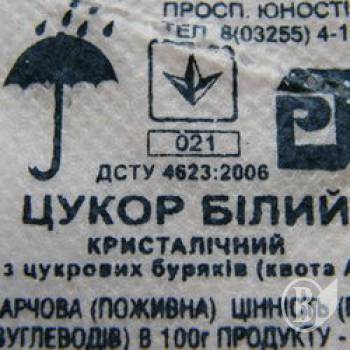 ПРОСП. ЮНОСТІ
ТЕЛ 8(03255) 4-1
021
ДСТУ 4623:2006
ЦУКОР БІЛИЙ
КРИСТАЛІЧНИЙ
з цукрових буряків (квота А
АРЧОВА (ПОЖИВНА) ЦІННІСТЬ (
ВУГЛЕВОДІВ) В 100г ПРОДУКТУ -